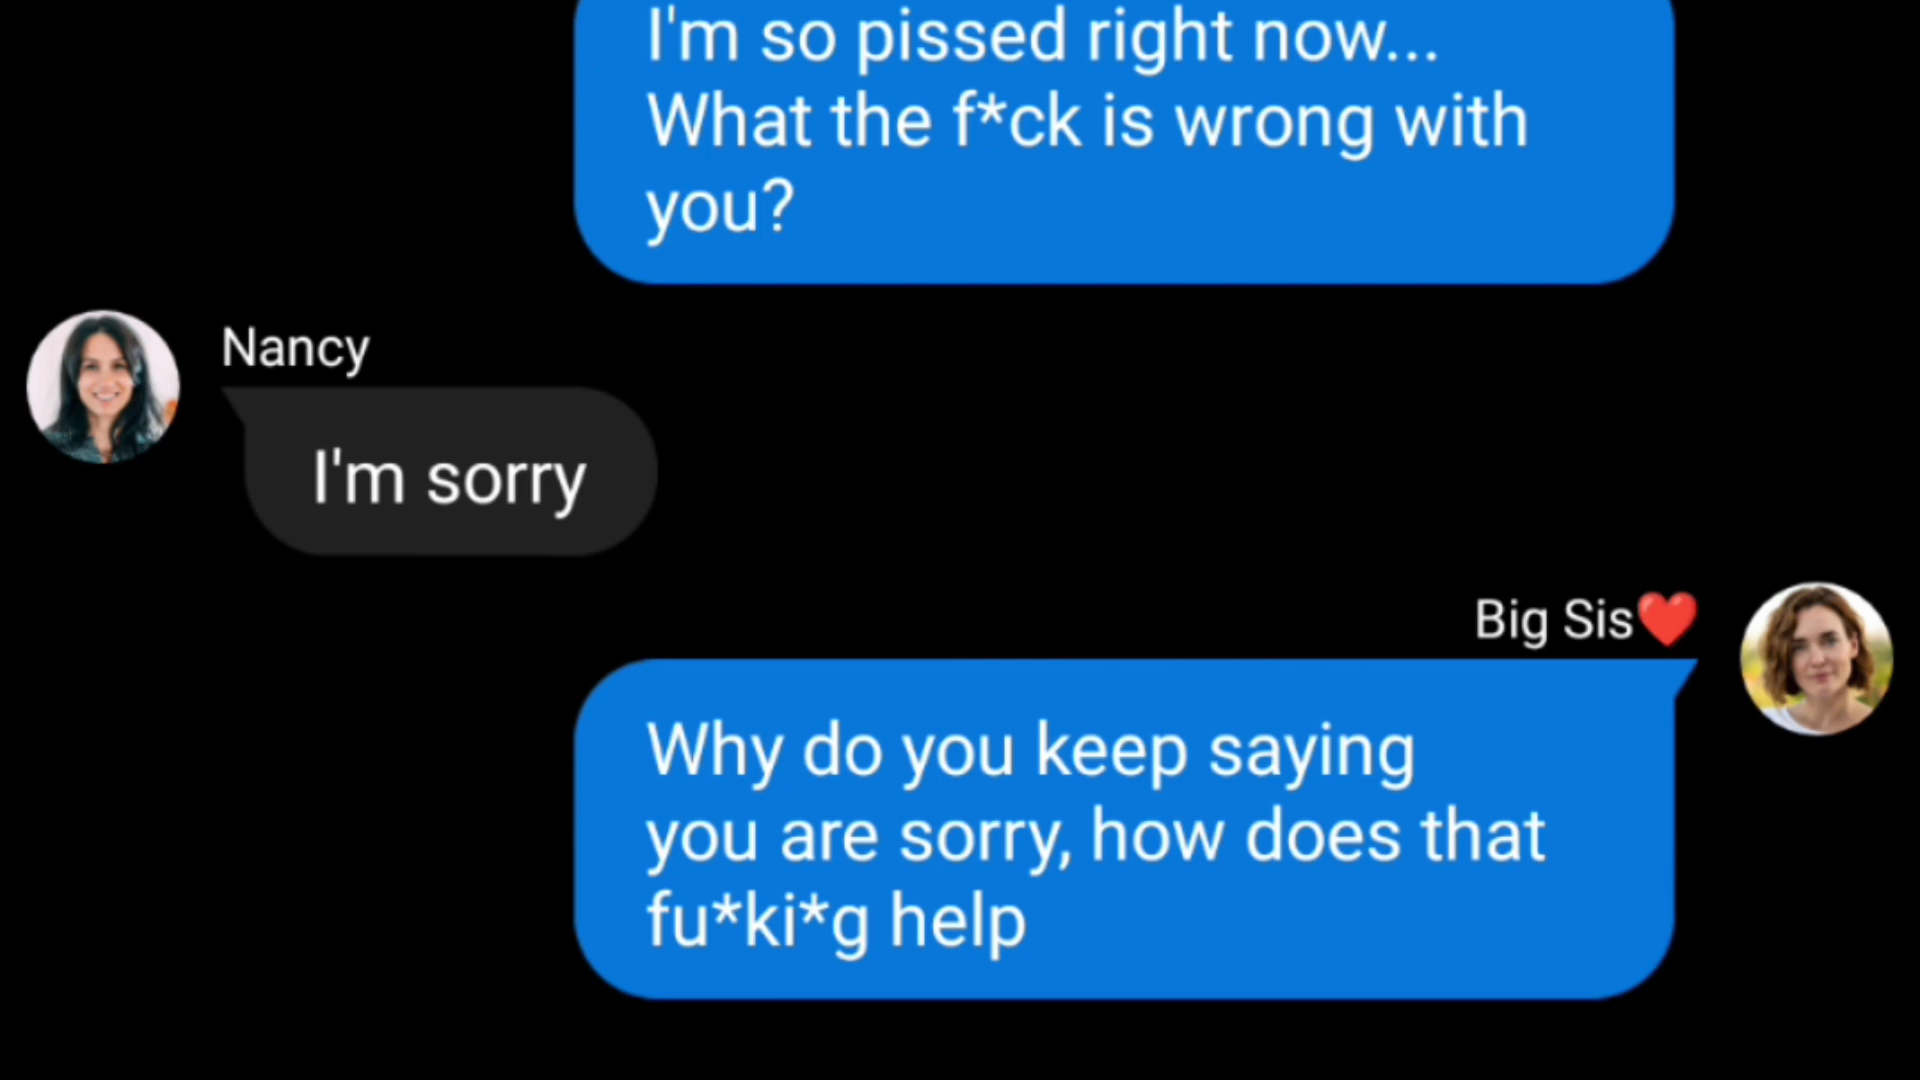 I'm so pissed right now...
What the f*ck is wrong with
you?
Nancy
I'm sorry
Big Sis❤️
Why do you keep saying
you are sorry, how does that
fu*ki*g help